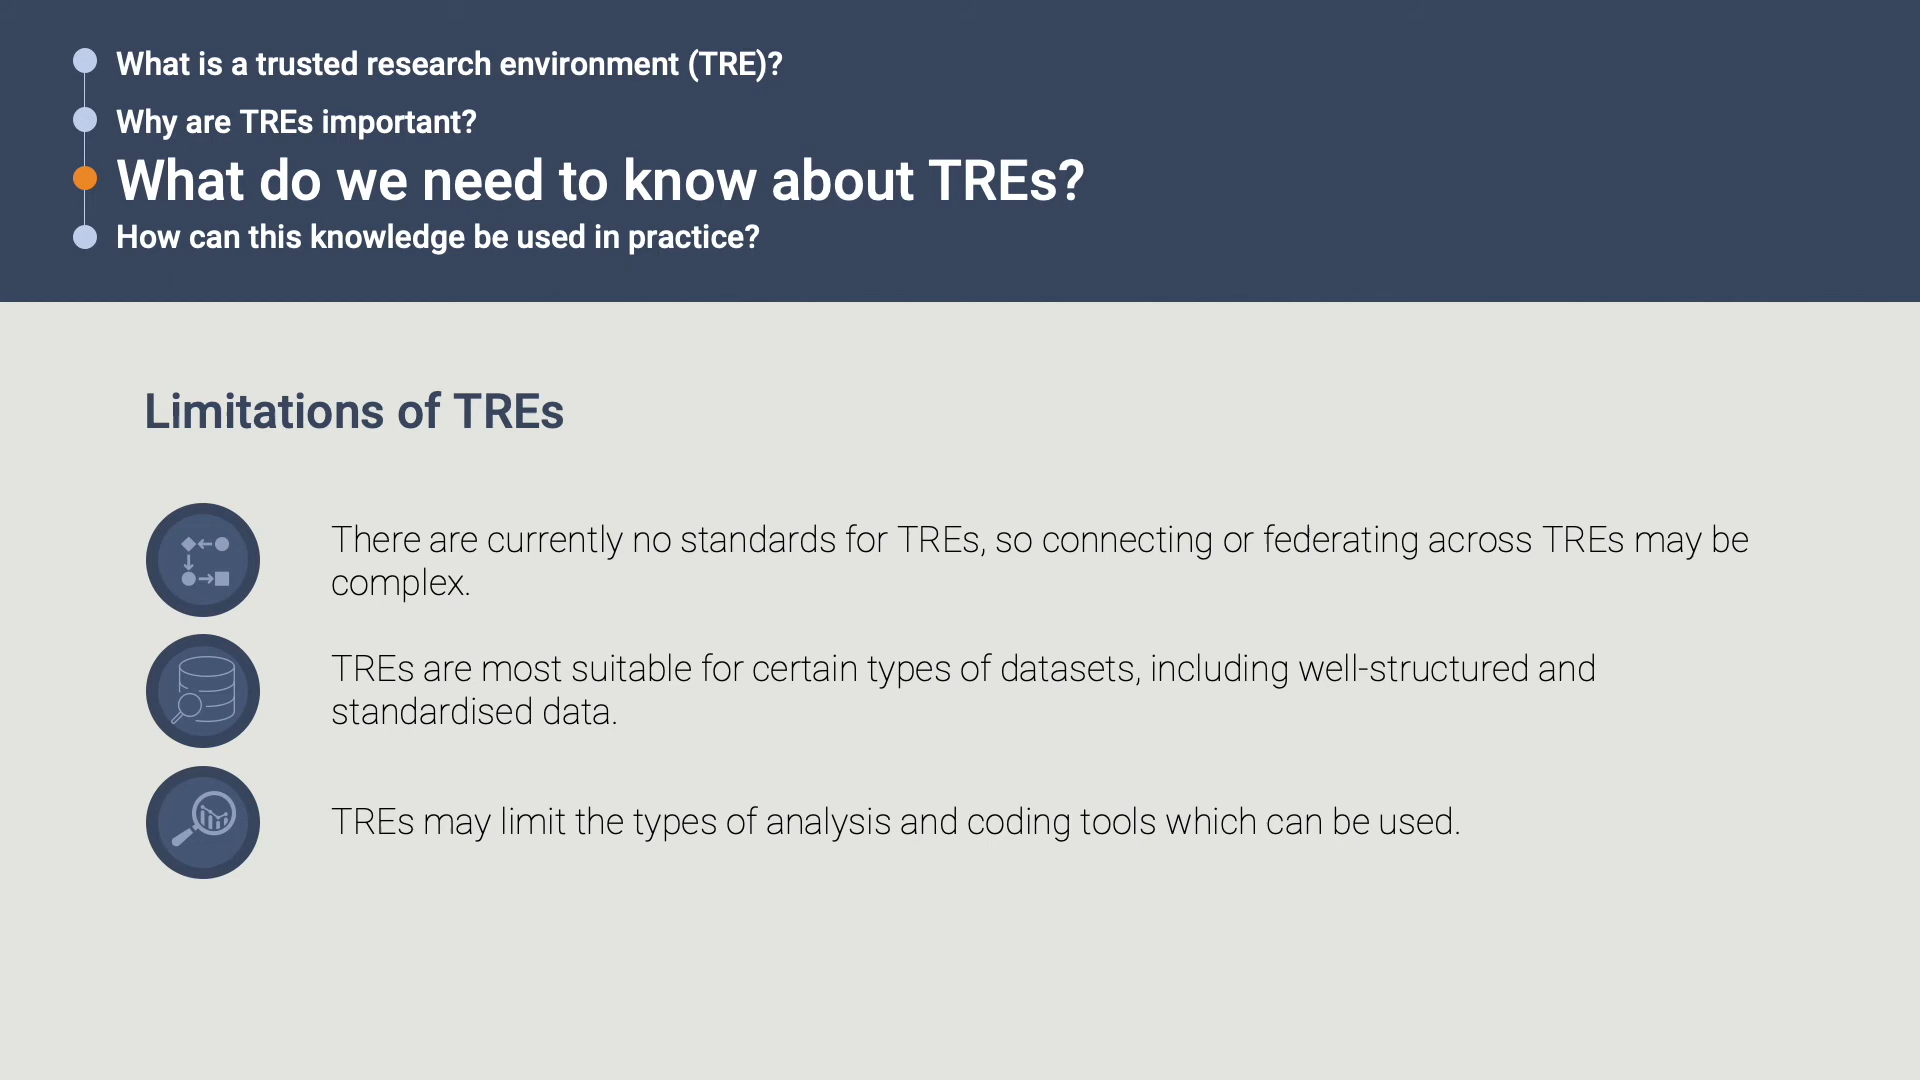 What is a trusted research environment (TRE)?
Why are TREs important?
What do we need to know about TREs?
How can this knowledge be used in practice?
Limitations of TREs
There are currently no standards for TREs, so connecting or federating across TREs may be
complex.
TREs are most suitable for certain types of datasets, including well-structured and
standardised data.
TREs may limit the types of analysis and coding tools which can be used.